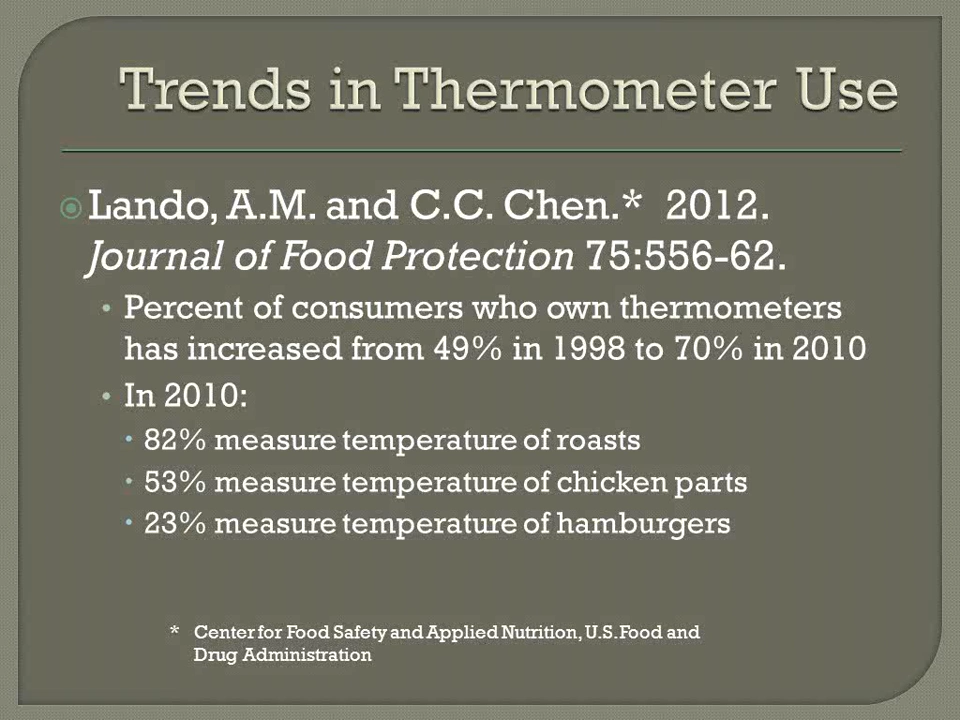 Trends in Thermometer Use
Lando, A.M. and C.C. Chen.* 2012.
Journal of Food Protection 75:556-62.
• Percent of consumers who own thermometers
has increased from 49% in 1998 to 70% in 2010
• In 2010:
▪ 82% measure temperature of roasts
▪ 53% measure temperature of chicken parts
▪ 23% measure temperature of hamburgers
* Center for Food Safety and Applied Nutrition, U.S. Food and
Drug Administration